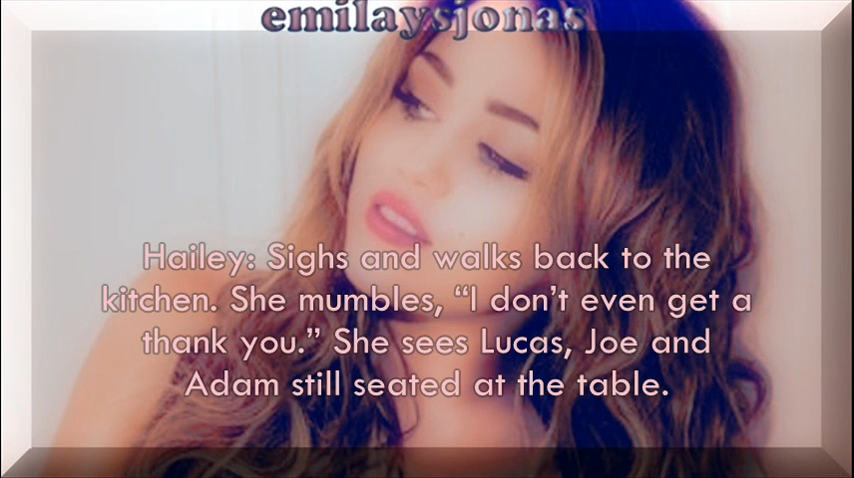 emilaysjonas
Hailey: Sighs and walks back to the
kitchen. She mumbles, “I don’t even get a
thank you.” She sees Lucas, Joe and
Adam still seated at the table.